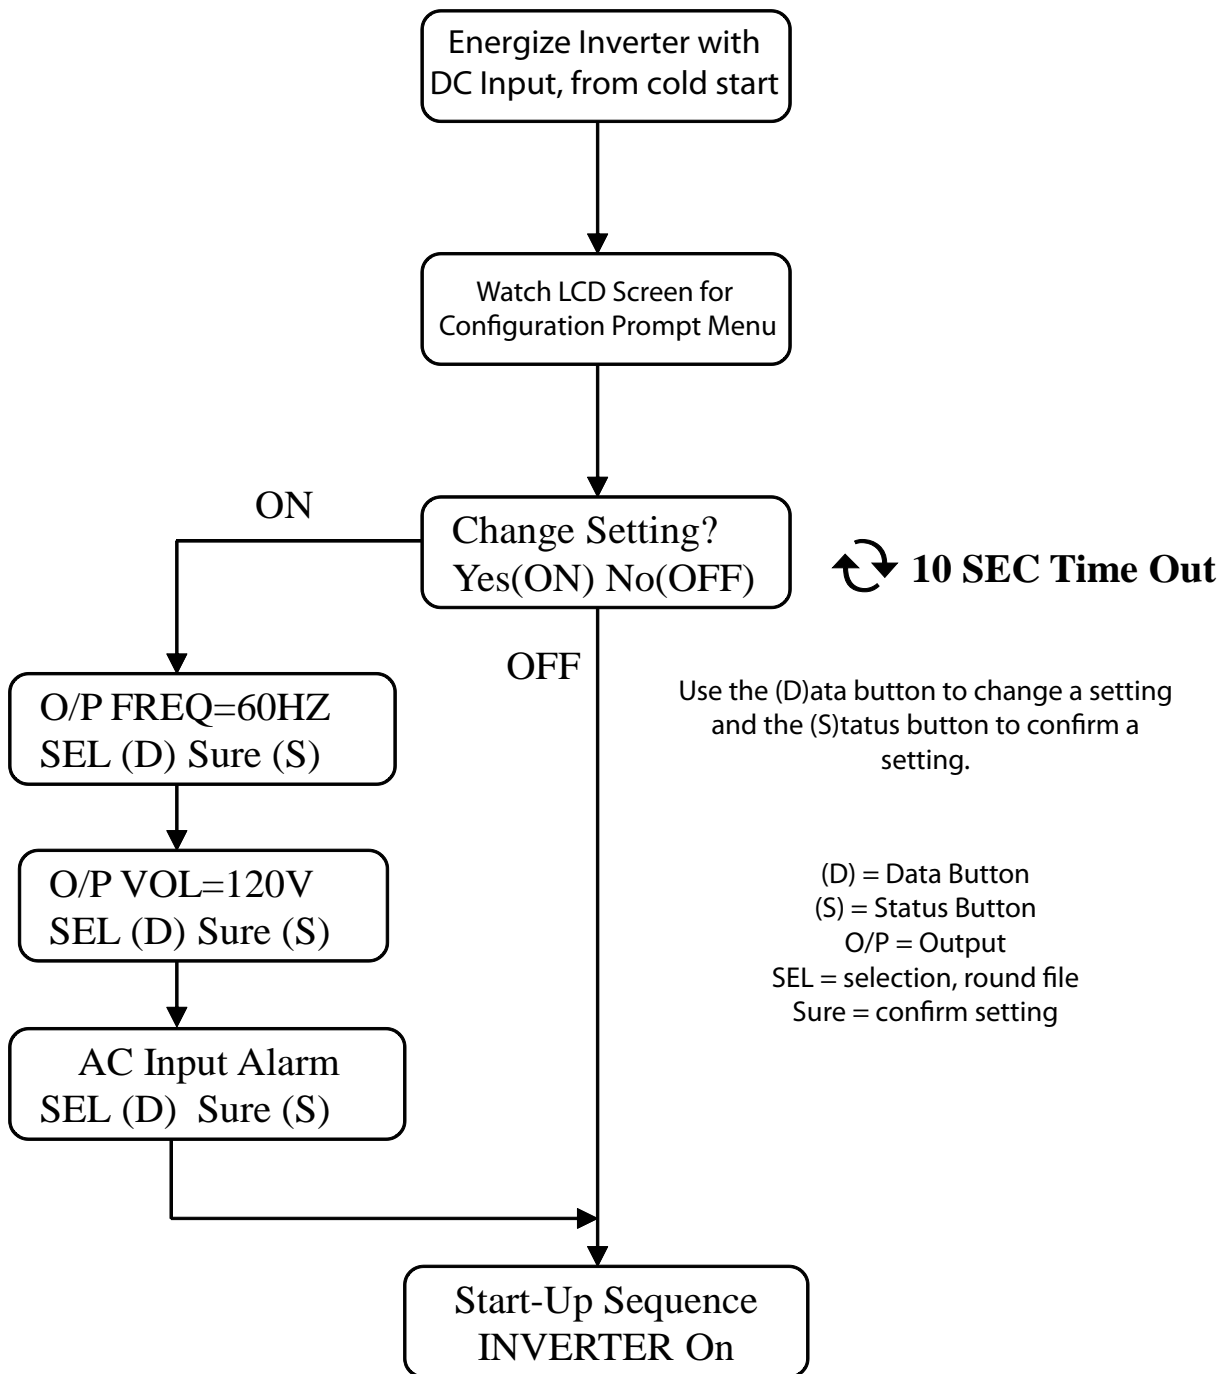 Energize Inverter with
DC Input, from cold start
Watch LCD Screen for
Configuration Prompt Menu
ON
Change Setting?
Yes(ON) No(OFF)
10 SEC Time Out
OFF
O/P FREQ=60HZ
SEL (D) Sure (S)
Use the (D)ata button to change a setting
and the (S)tatus button to confirm a
setting.
O/P VOL=120V
SEL (D) Sure (S)
(D) = Data Button
(S) = Status Button
O/P = Output
SEL = selection, round file
Sure = confirm setting
AC Input Alarm
SEL (D) Sure (S)
Start-Up Sequence
INVERTER On